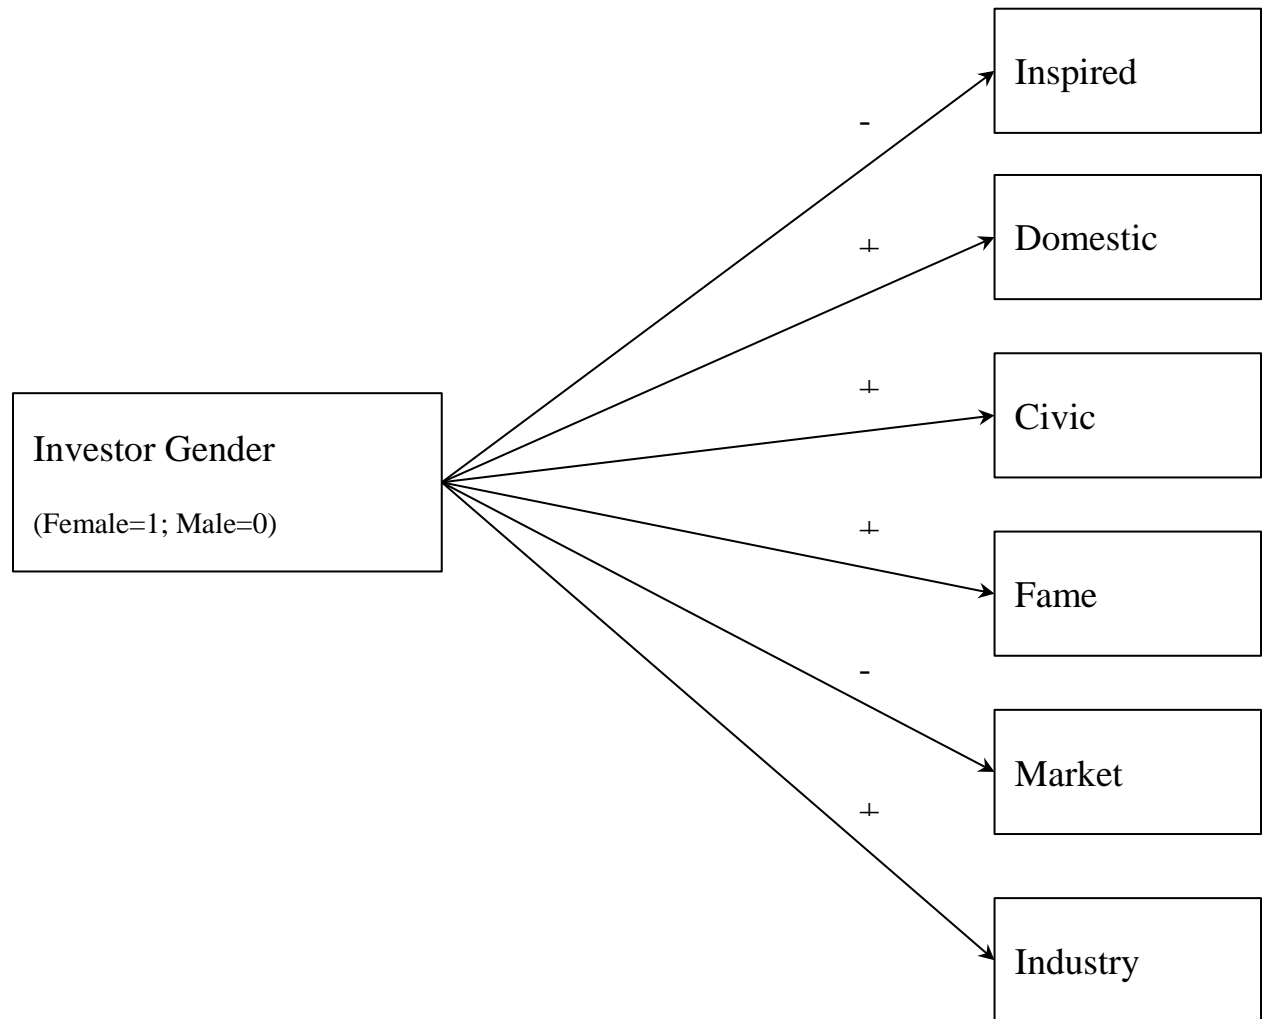 Inspired
-
Domestic
+
Civic
+
Investor Gender
(Female=1; Male=0)
+
Fame
-
Market
+
Industry